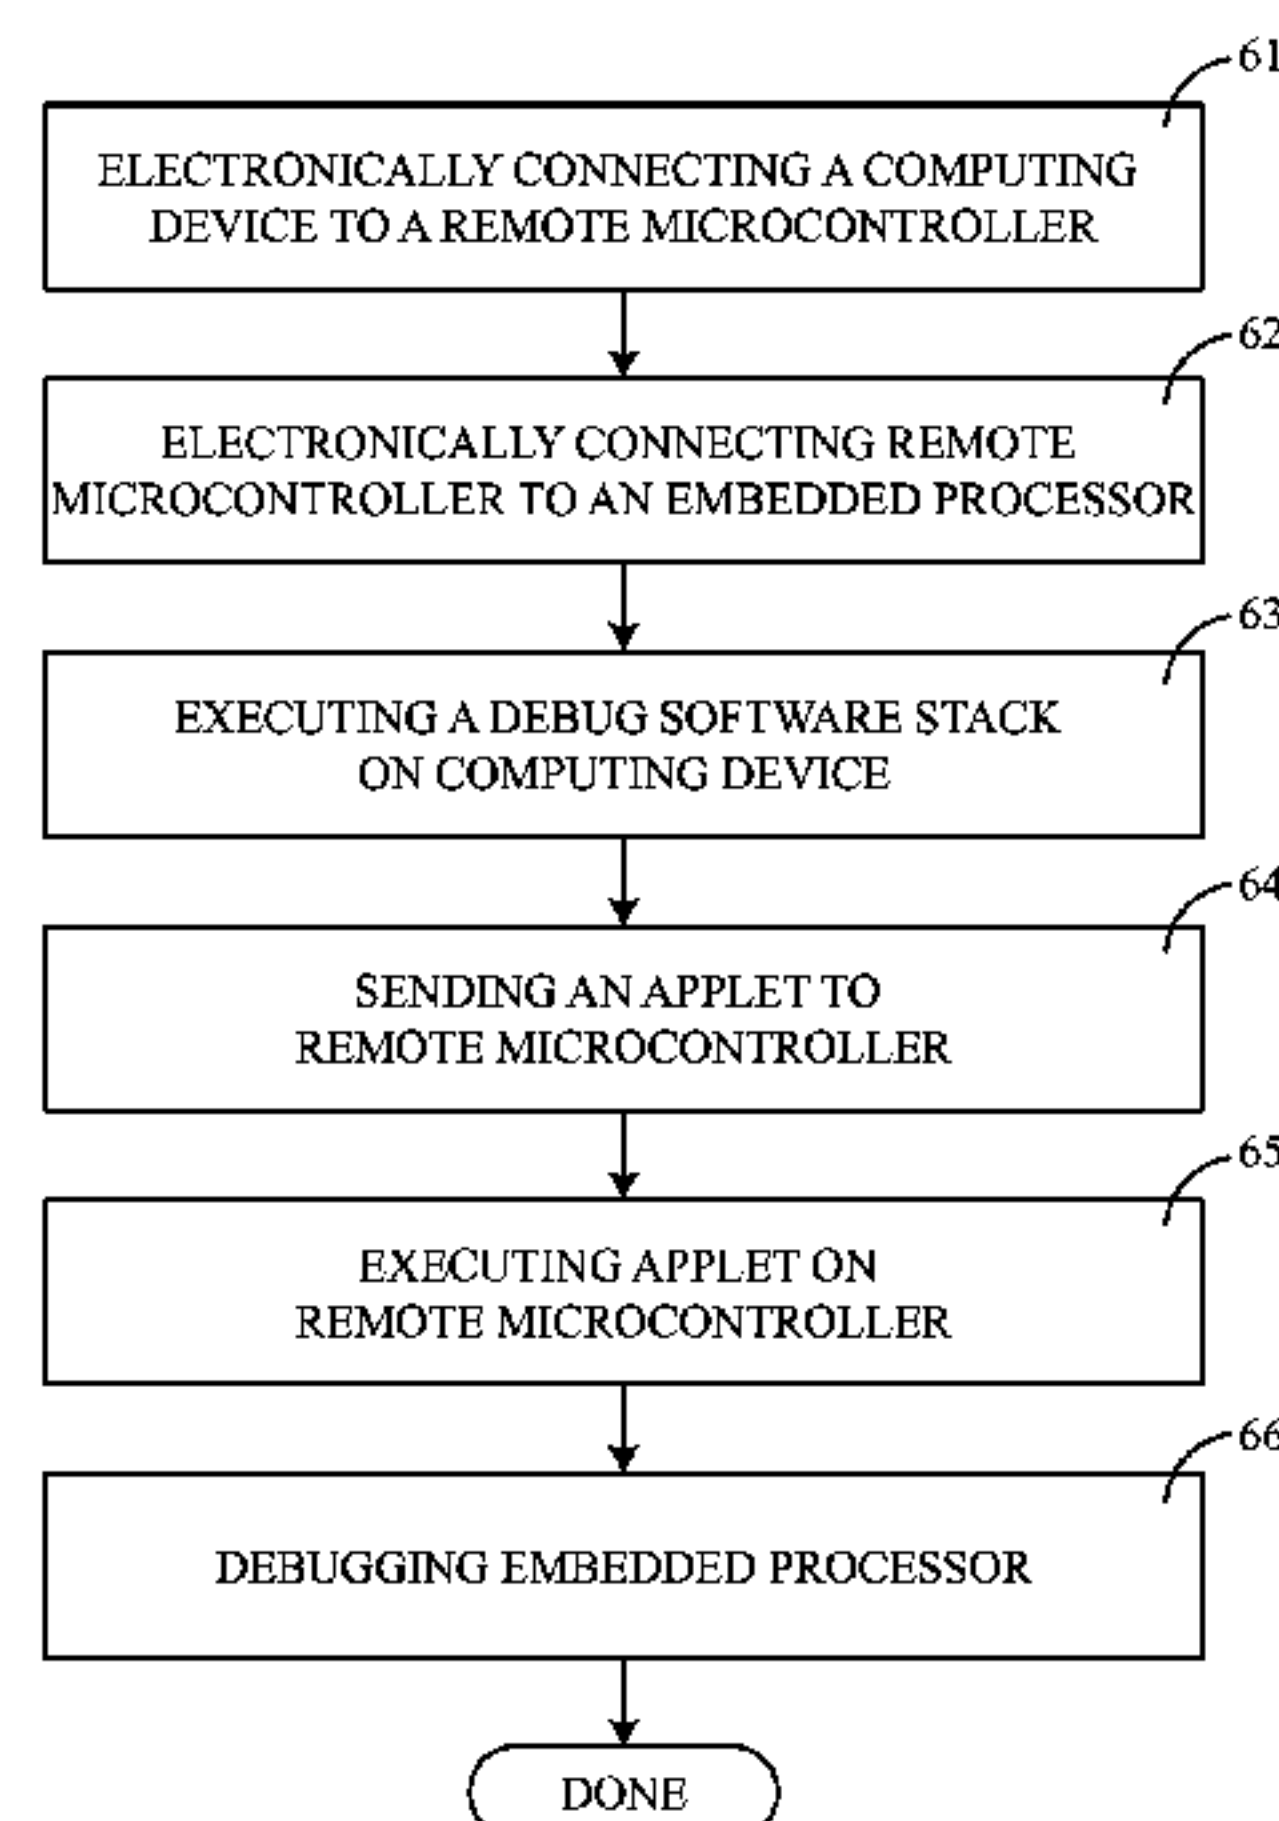 61
ELECTRONICALLY CONNECTING A COMPUTING
DEVICE TO A REMOTE MICROCONTROLLER
62
ELECTRONICALLY CONNECTING REMOTE
MICROCONTROLLER TO AN EMBEDDED PROCESSOR
63
EXECUTING A DEBUG SOFTWARE STACK
ON COMPUTING DEVICE
64
SENDING AN APPLET TO
REMOTE MICROCONTROLLER
65
EXECUTING APPLET ON
REMOTE MICROCONTROLLER
66
DEBUGGING EMBEDDED PROCESSOR
DONE